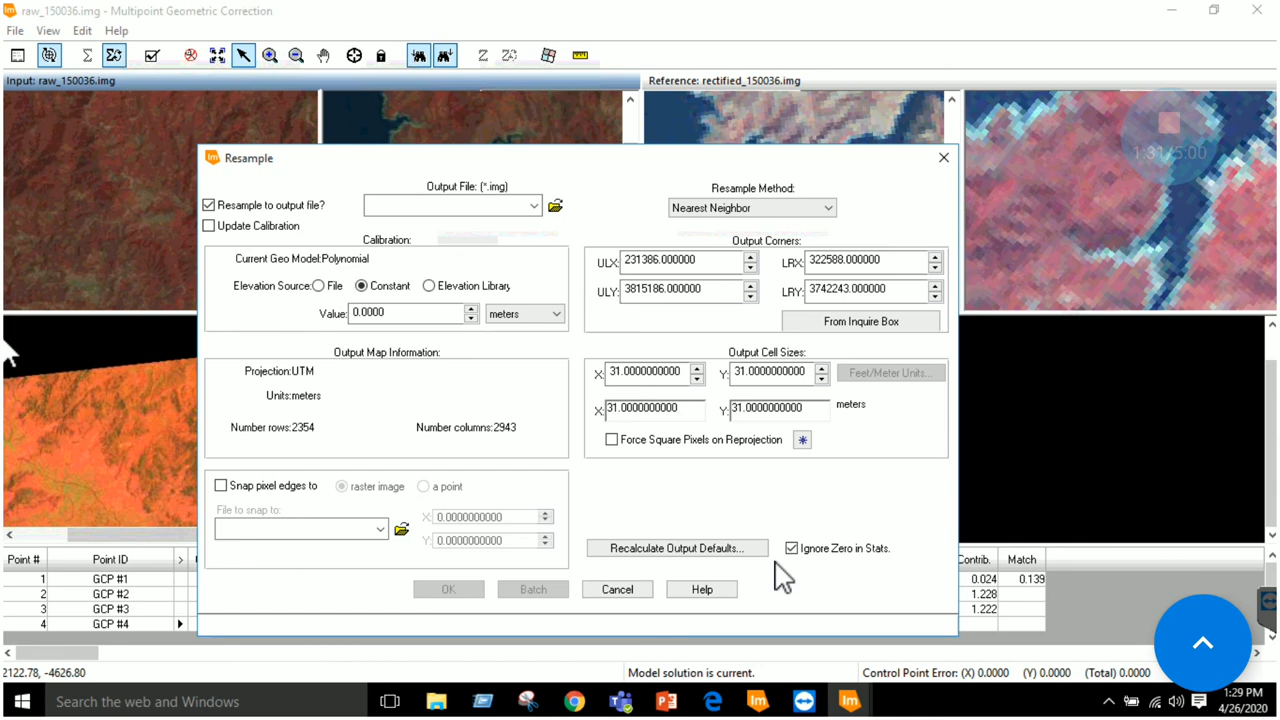 raw_150036.img - Multipoint Geometric Correction
File View Edit Help
Σ Z
Input: raw_150036.img
Reference: rectified_150036.img
1:31/5:00
Resample
Output File: (*.img)
Resample Method:
Resample to output file?
Nearest Neighbor
Update Calibration
Calibration:
Output Corners:
Current Geo Model:Polynomial
ULX: 231386.000000 LRX: 322588.000000
Elevation Source: File Constant Elevation Library
ULY: 3815186.000000 LRY: 3742243.000000
Value: 0.0000 meters
From Inquire Box
Output Map Information:
Output Cell Sizes:
Projection:UTM
X: 31.0000000000 Y: 31.0000000000 Feet/Meter Units...
Units:meters
X: 31.0000000000 Y: 31.0000000000 meters
Number rows:2354 Number columns:2943
Force Square Pixels on Reprojection
Snap pixel edges to raster image a point
File to snap to:
X: 0.0000000000
Y: 0.0000000000
Recalculate Output Defaults... Ignore Zero in Stats.
OK Batch Cancel Help
Point # Point ID > Contrib. Match
1 GCP #1 0.024 0.139
2 GCP #2 1.228
3 GCP #3 1.222
4 GCP #4
2122.78, -4626.80
Model solution is current.
Control Point Error: (X) 0.0000 (Y) 0.0000 (Total) 0.0000
Search the web and Windows
1:29 PM
4/26/2020